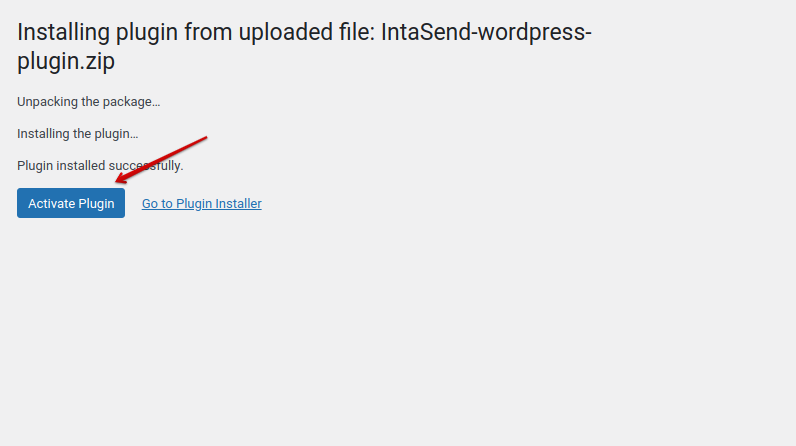 Installing plugin from uploaded file: IntaSend-wordpress-
plugin.zip
Unpacking the package…
Installing the plugin…
Plugin installed successfully.
Activate Plugin Go to Plugin Installer